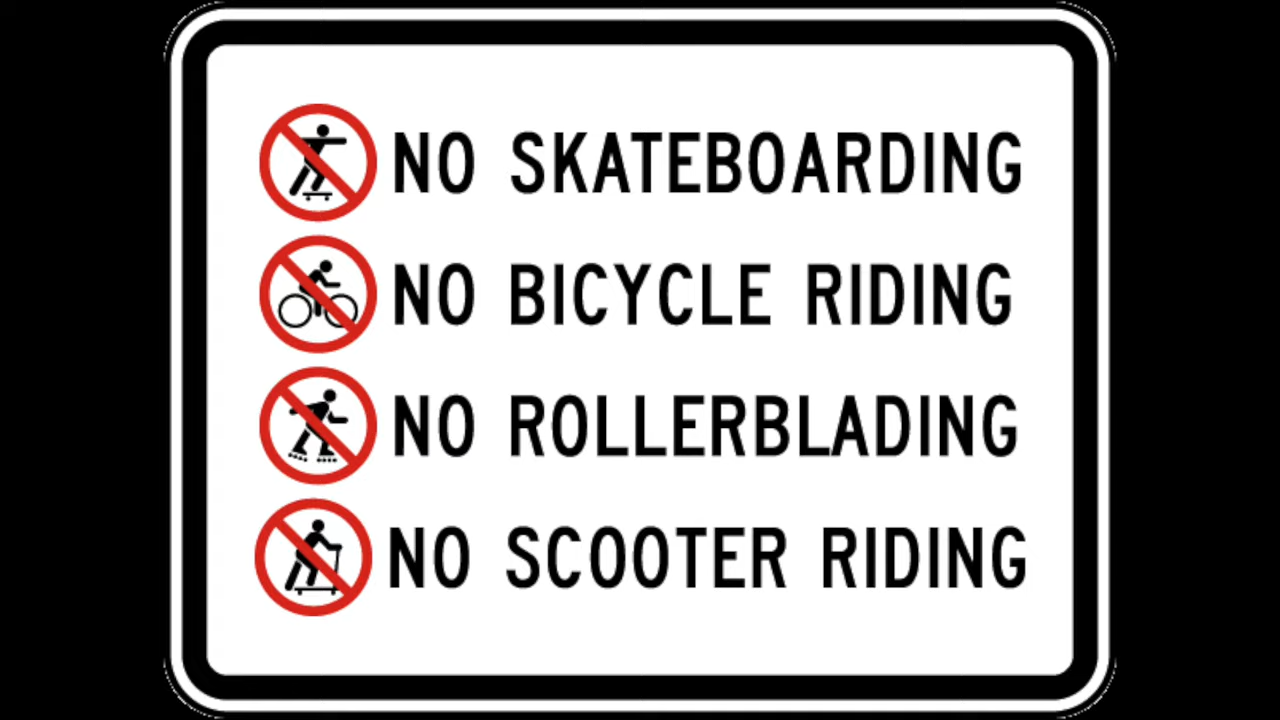 NO SKATEBOARDING
NO BICYCLE RIDING
NO ROLLERBLADING
NO SCOOTER RIDING